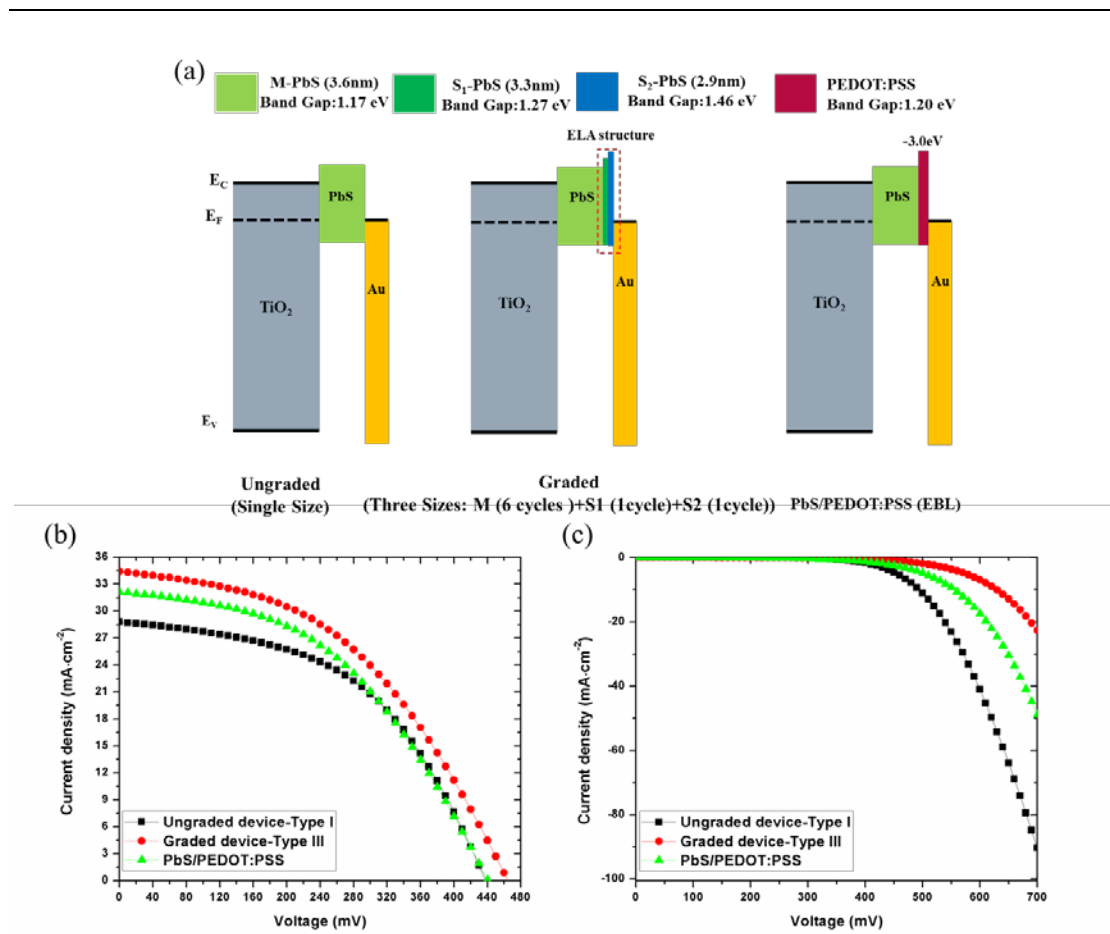 (a)
M-PbS (3.6nm)
Band Gap:1.17 eV
S₁-PbS (3.3nm)
Band Gap:1.27 eV
S₂-PbS (2.9nm)
Band Gap:1.46 eV
PEDOT:PSS
Band Gap:1.20 eV
ELA structure
-3.0eV
E_C
E_F
E_V
PbS
TiO₂
Au
PbS
TiO₂
Au
PbS
TiO₂
Au
Ungraded
(Single Size)
Graded
(Three Sizes: M (6 cycles )+S1 (1cycle)+S2 (1cycle))
PbS/PEDOT:PSS (EBL)
(b)
Current density (mA·cm⁻²)
36
33
30
27
24
21
18
15
12
9
6
3
0
Ungraded device-Type I
Graded device-Type III
PbS/PEDOT:PSS
0 40 80 120 160 200 240 280 320 360 400 440 480
Voltage (mV)
(c)
Current density (mA·cm⁻²)
0
-20
-40
-60
-80
-100
Ungraded device-Type I
Graded device-Type III
PbS/PEDOT:PSS
0 100 200 300 400 500 600 700
Voltage (mV)